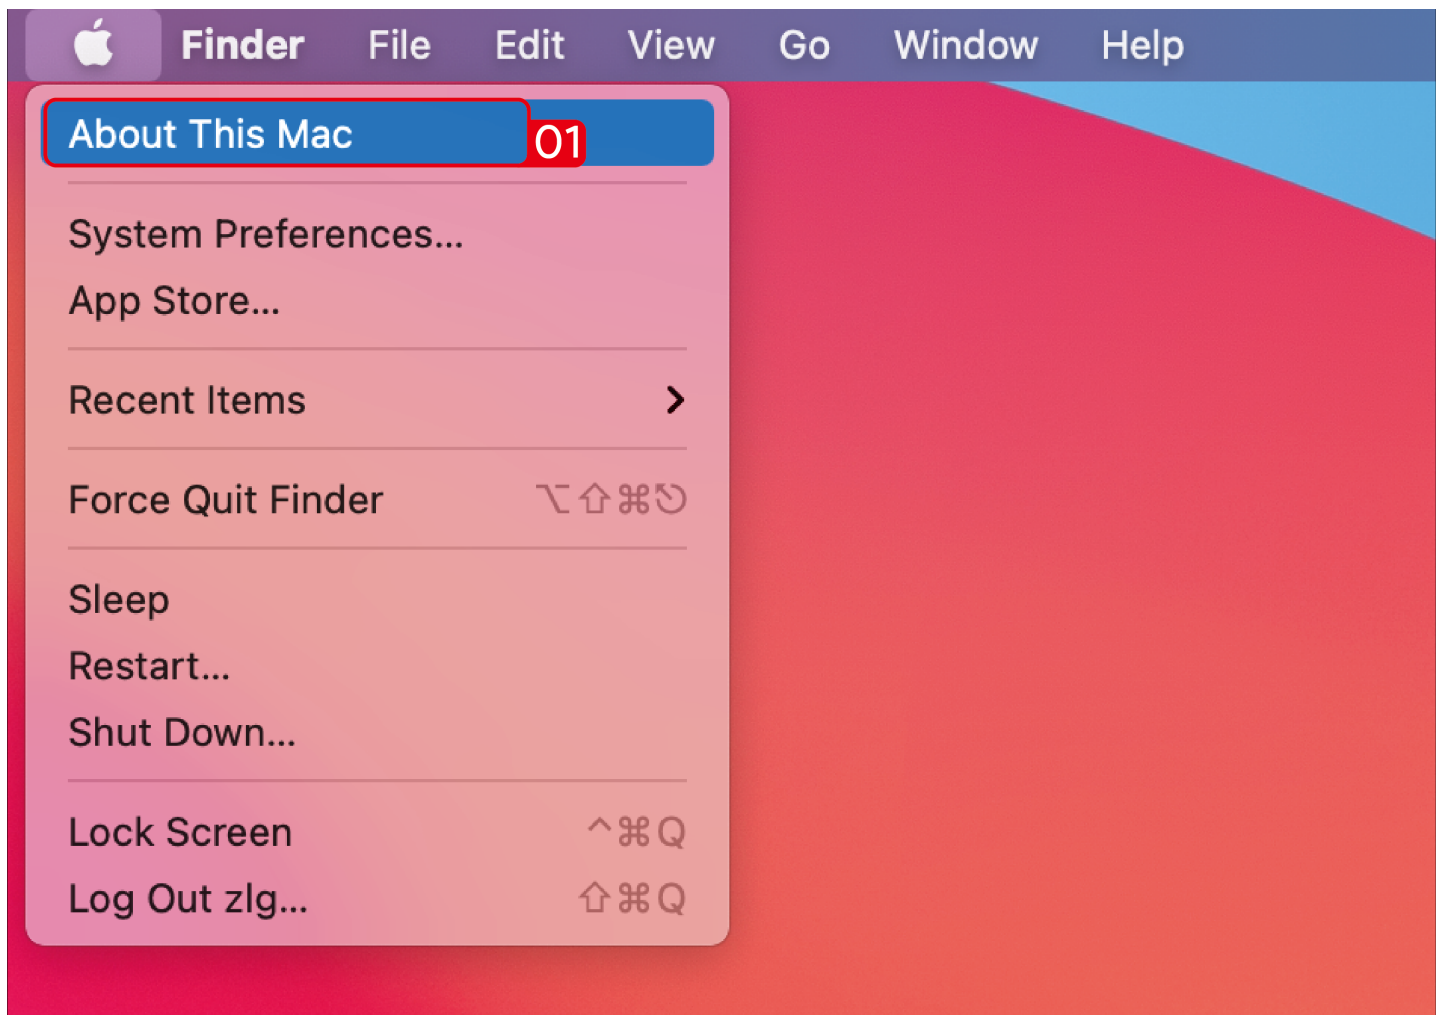 Finder File Edit View Go Window Help
About This Mac 01
System Preferences...
App Store...
Recent Items
Force Quit Finder ⌥⇧⌘⎋
Sleep
Restart...
Shut Down...
Lock Screen ^⌘Q
Log Out zlg... ⇧⌘Q